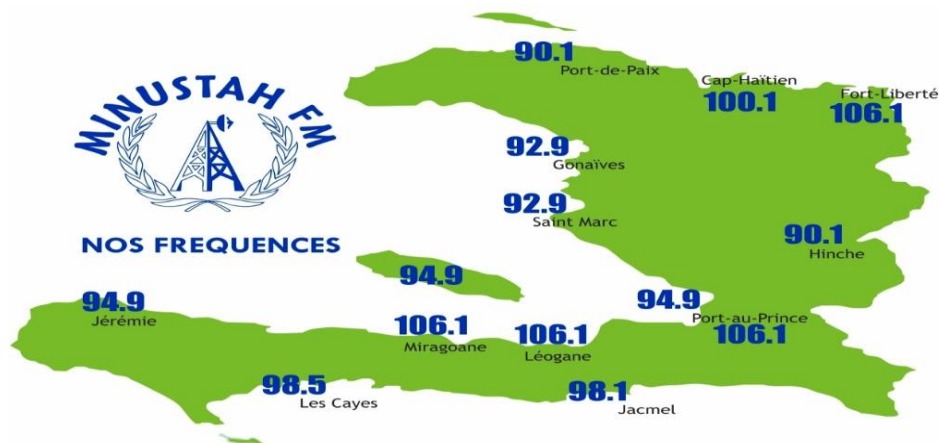 MINUSTAH FM
NOS FREQUENCES
90.1
Port-de-Paix
Cap-Haïtien
100.1
Fort-Liberté
106.1
92.9
Gonaïves
92.9
Saint Marc
90.1
Hinche
94.9
94.9
Jérémie
94.9
Port-au-Prince
106.1
106.1
Miragoane
106.1
Léogane
98.5
Les Cayes
98.1
Jacmel